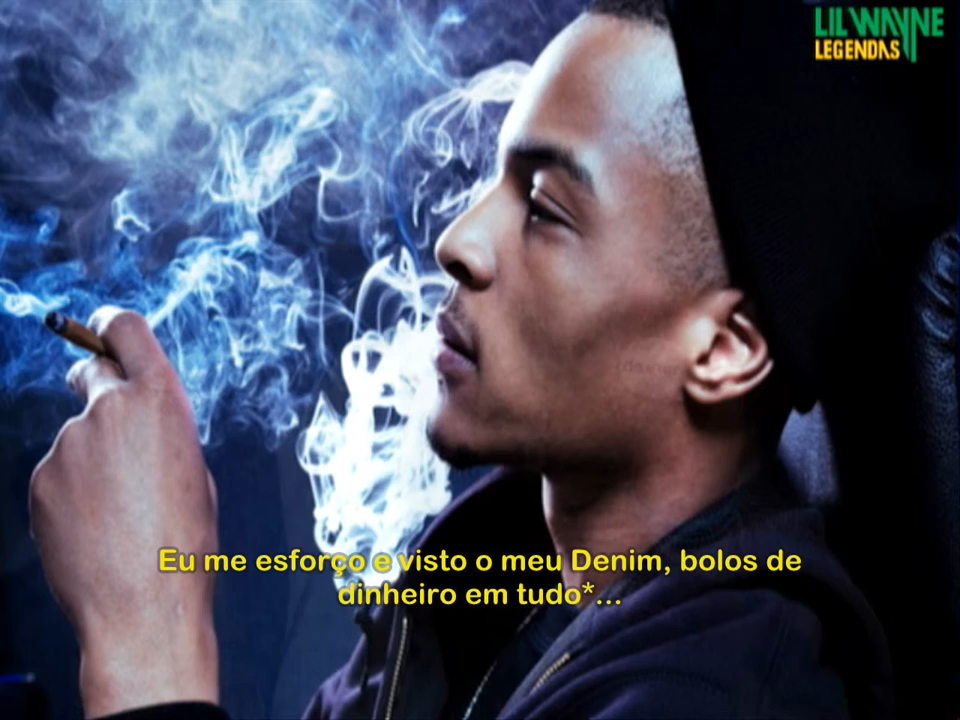 LIL WAYNE
LEGENDAS
Eu me esforço e visto o meu Denim, bolos de
dinheiro em tudo*...